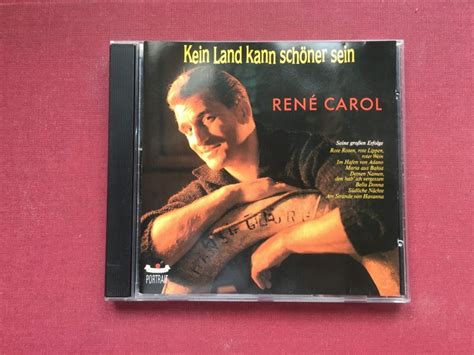 Kein Land kann schöner sein
RENÉ CAROL
Seine großen Erfolge
Rote Rosen, rote Lippen,
roter Wein
Im Hafen von Adano
Maria aus Bahia
Deinen Namen,
den hab' ich vergessen
Bella Donna
Südliche Nächte
Am Strande von Havanna
PORTRAIT